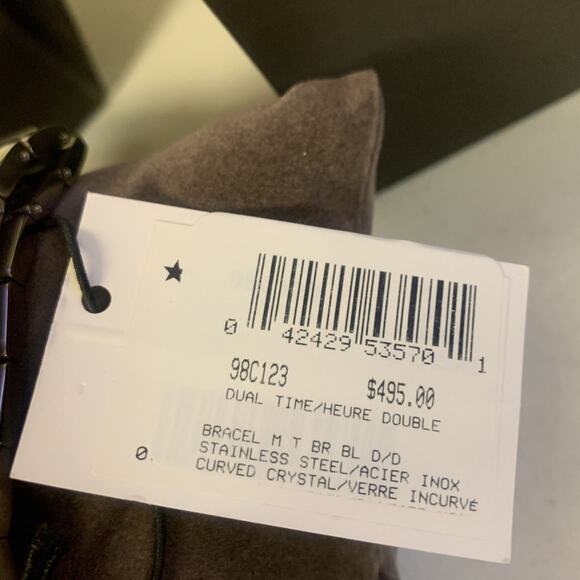 0 42429 53570 1
98C123 $495.00
DUAL TIME/HEURE DOUBLE
BRACEL M T BR BL D/D
STAINLESS STEEL/ACIER INOX
CURVED CRYSTAL/VERRE INCURVÉ
0.